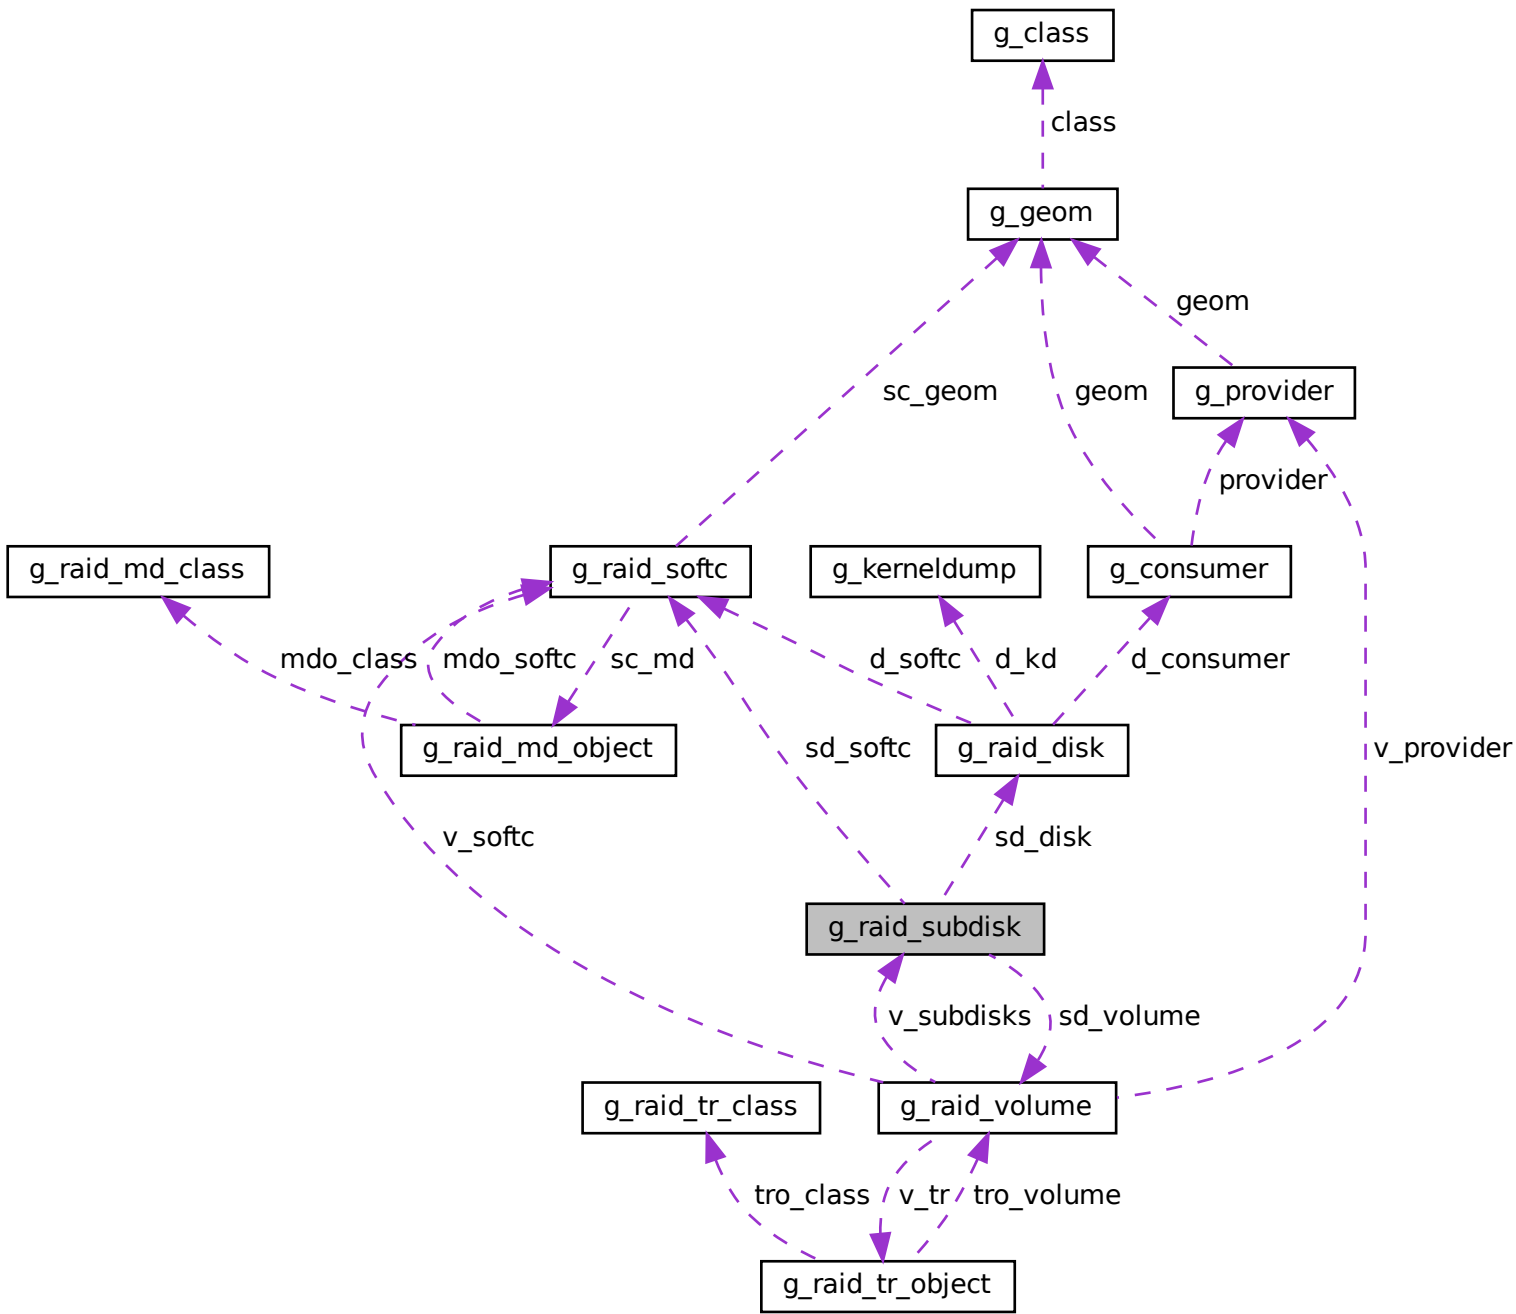 g_class
class
g_geom
geom
sc_geom
geom
g_provider
provider
g_raid_md_class
g_raid_softc
g_kerneldump
g_consumer
mdo_class
mdo_softc
sc_md
d_softc
d_kd
d_consumer
g_raid_md_object
sd_softc
g_raid_disk
v_provider
v_softc
sd_disk
g_raid_subdisk
v_subdisks
sd_volume
g_raid_tr_class
g_raid_volume
tro_class
v_tr
tro_volume
g_raid_tr_object